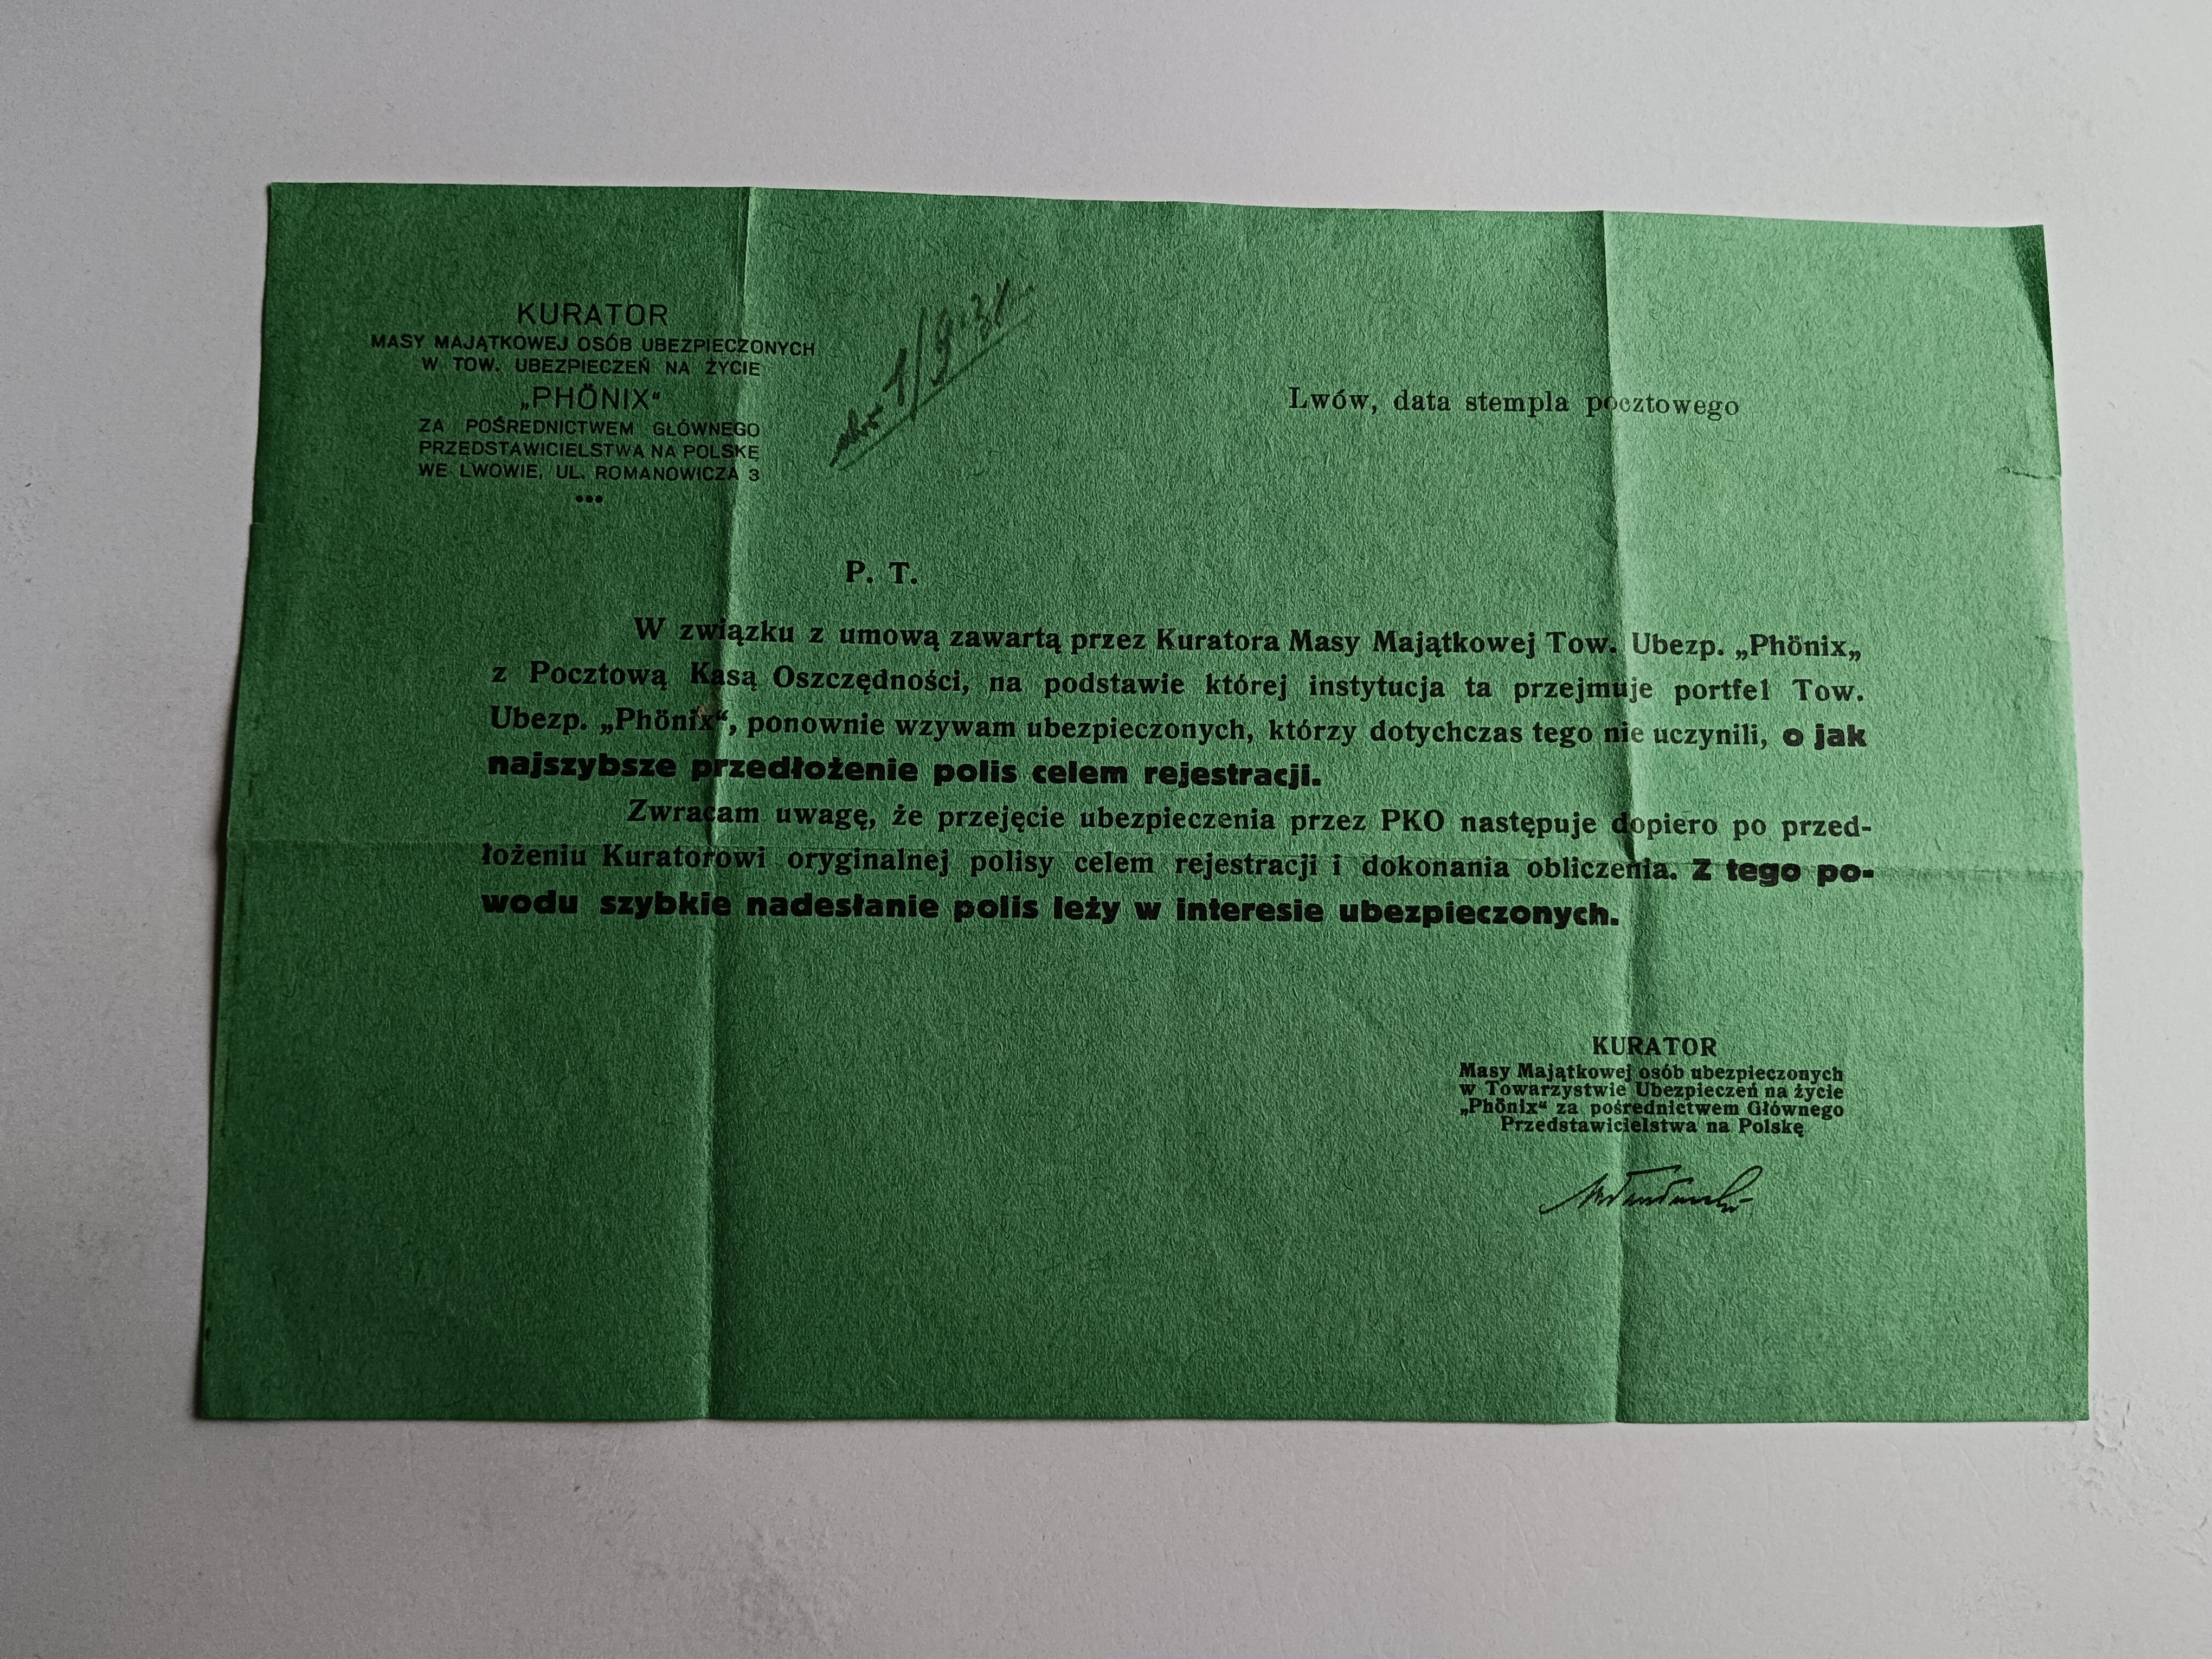 KURATOR
MASY MAJĄTKOWEJ OSÓB UBEZPIECZONYCH
W TOW. UBEZPIECZEŃ NA ŻYCIE
„PHÖNIX“
ZA POŚREDNICTWEM GŁÓWNEGO
PRZEDSTAWICIELSTWA NA POLSKĘ
WE LWOWIE, UL. ROMANOWICZA 3
Lwów, data stempla pocztowego
P. T.
W związku z umową zawartą przez Kuratora Masy Majątkowej Tow. Ubezp. „Phönix„
z Pocztową Kasą Oszczędności, na podstawie której instytucja ta przejmuje portfel Tow.
Ubezp. „Phönix“, ponownie wzywam ubezpieczonych, którzy dotychczas tego nie uczynili, o jak
najszybsze przedłożenie polis celem rejestracji.
Zwracam uwagę, że przejęcie ubezpieczenia przez PKO następuje dopiero po przed-
łożeniu Kuratorowi oryginalnej polisy celem rejestracji i dokonania obliczenia. Z tego po-
wodu szybkie nadesłanie polis leży w interesie ubezpieczonych.
KURATOR
Masy Majątkowej osób ubezpieczonych
w Towarzystwie Ubezpieczeń na życie
„Phönix“ za pośrednictwem Głównego
Przedstawicielstwa na Polskę